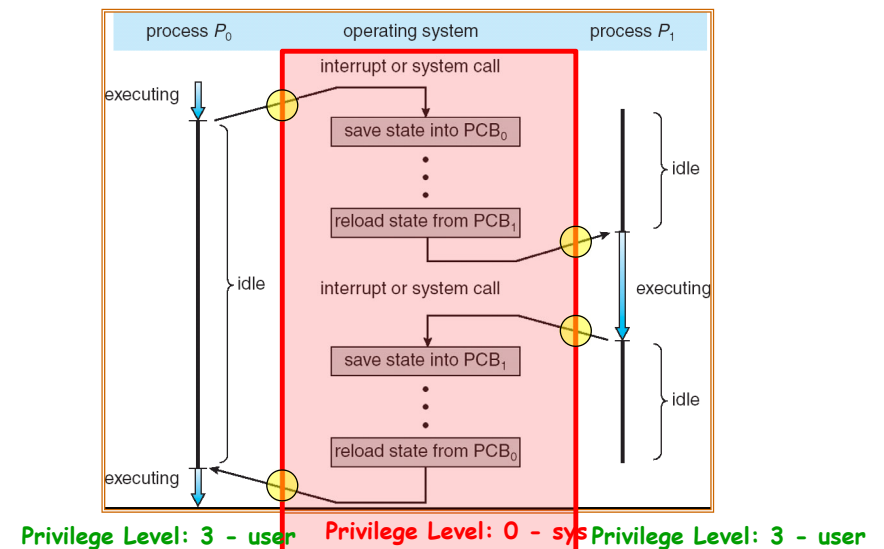 process P₀ operating system process P₁
interrupt or system call
executing
save state into PCB₀
idle
reload state from PCB₁
idle
interrupt or system call
executing
save state into PCB₁
idle
reload state from PCB₀
executing
Privilege Level: 3 - user Privilege Level: 0 - sys Privilege Level: 3 - user